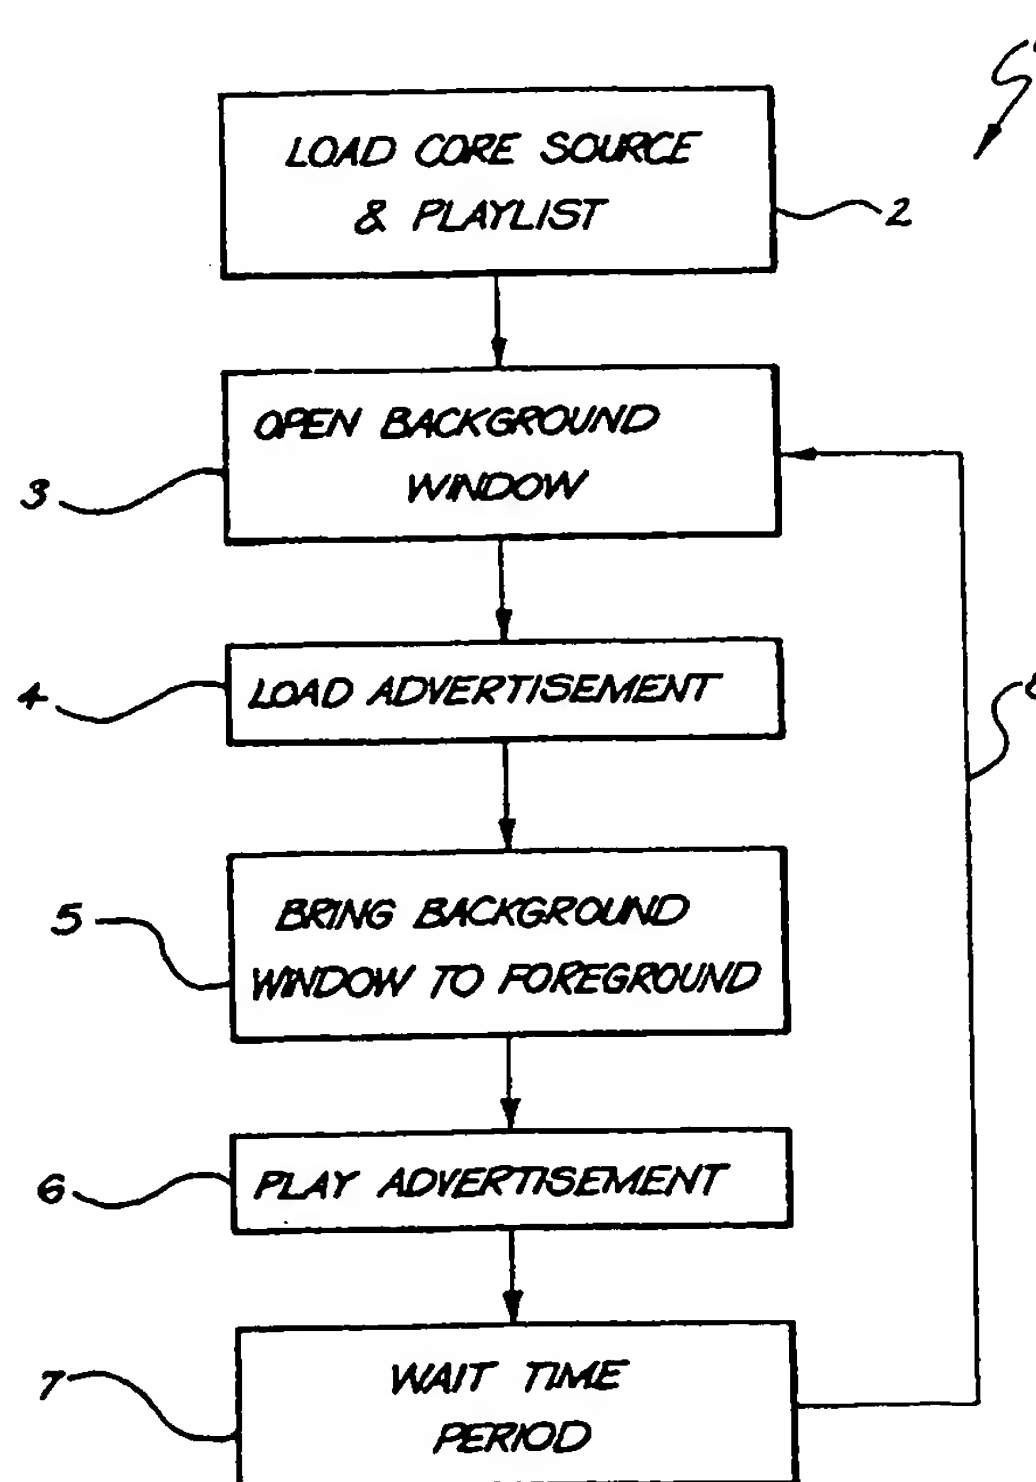 LOAD CORE SOURCE
& PLAYLIST
2
OPEN BACKGROUND
WINDOW
3
4
LOAD ADVERTISEMENT
5
BRING BACKGROUND
WINDOW TO FOREGROUND
6
PLAY ADVERTISEMENT
7
WAIT TIME
PERIOD